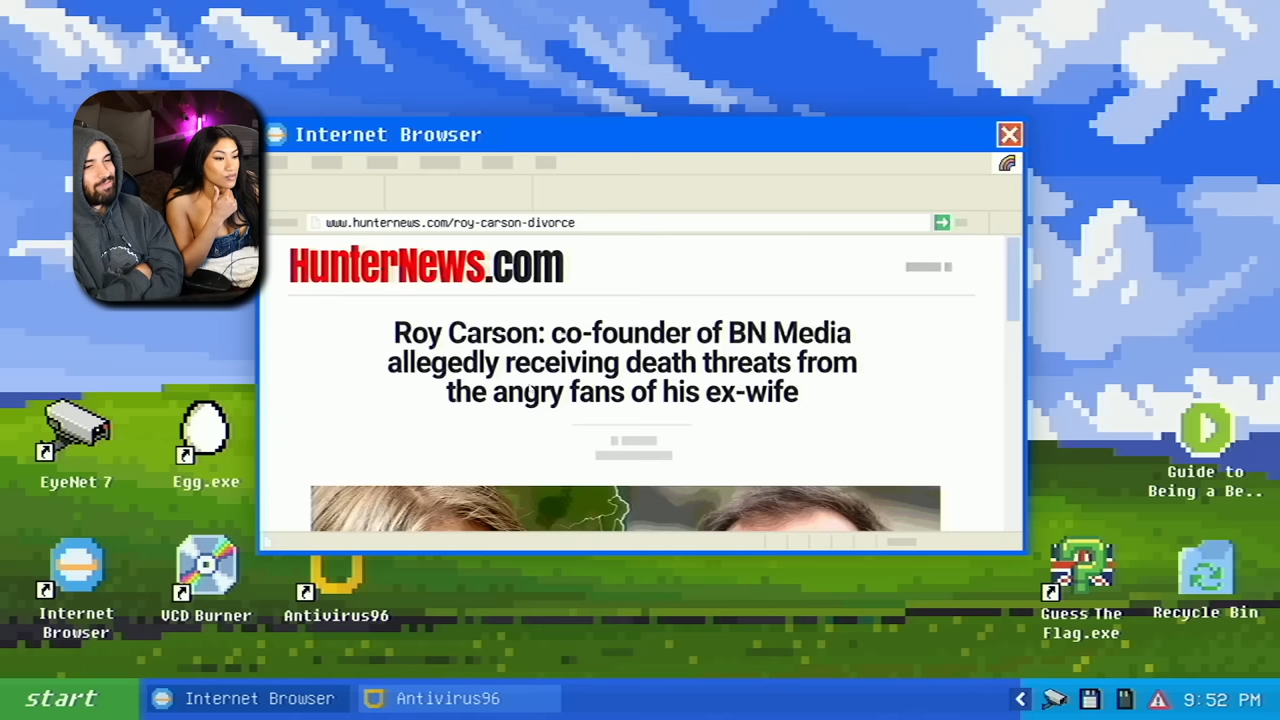 Internet Browser
www.hunternews.com/roy-carson-divorce
HunterNews.com
Roy Carson: co-founder of BN Media
allegedly receiving death threats from
the angry fans of his ex-wife
EyeNet 7
Egg.exe
Guide to
Being a Be..
Internet
Browser
VCD Burner
Antivirus96
Guess The
Flag.exe
Recycle Bin
start
Internet Browser
Antivirus96
9:52 PM